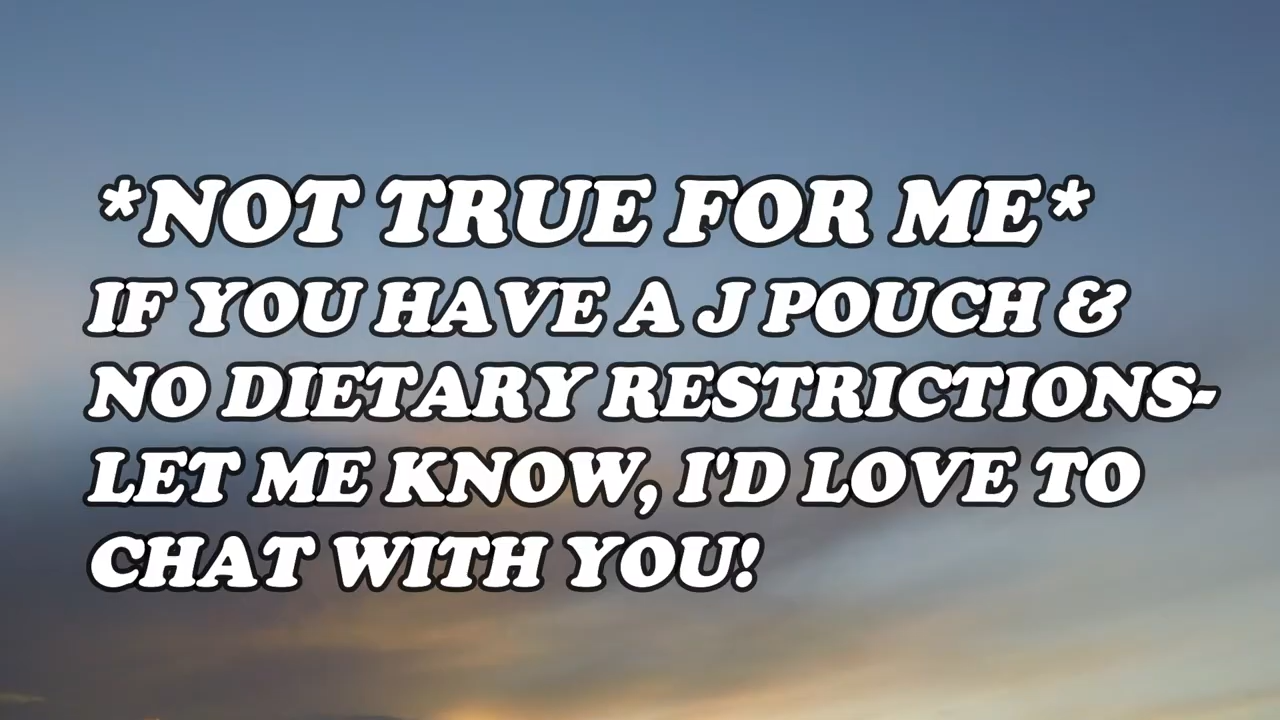 *NOT TRUE FOR ME*
IF YOU HAVE A J POUCH &
NO DIETARY RESTRICTIONS-
LET ME KNOW, I'D LOVE TO
CHAT WITH YOU!